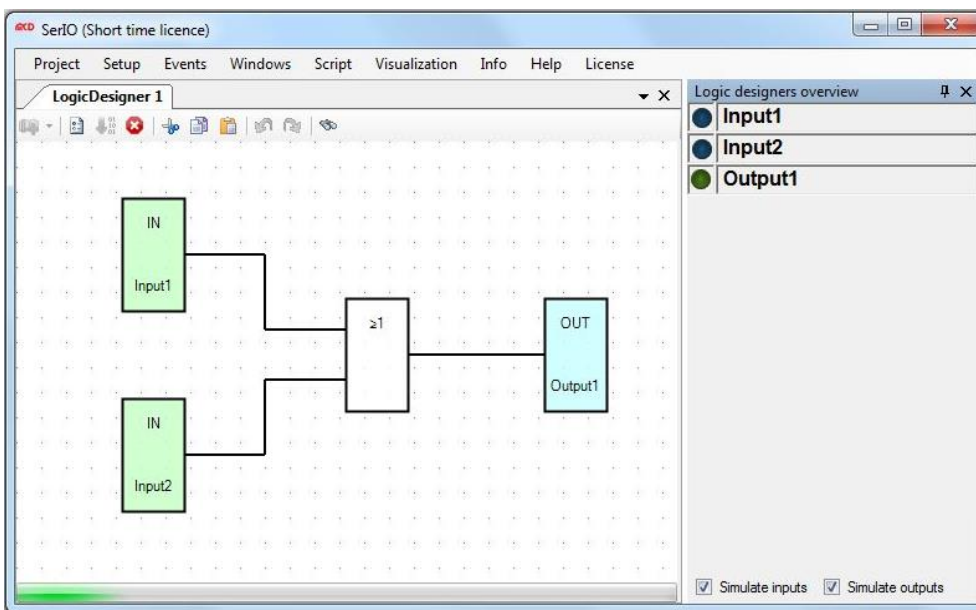 QKD SerIO (Short time licence)
Project Setup Events Windows Script Visualization Info Help License
LogicDesigner 1
Logic designers overview
Input1
Input2
Output1
IN
Input1
≥1
OUT
Output1
IN
Input2
Simulate inputs Simulate outputs